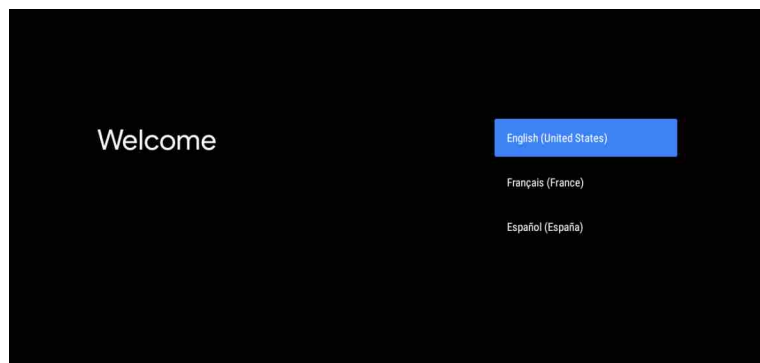 Welcome
English (United States)
Français (France)
Español (España)